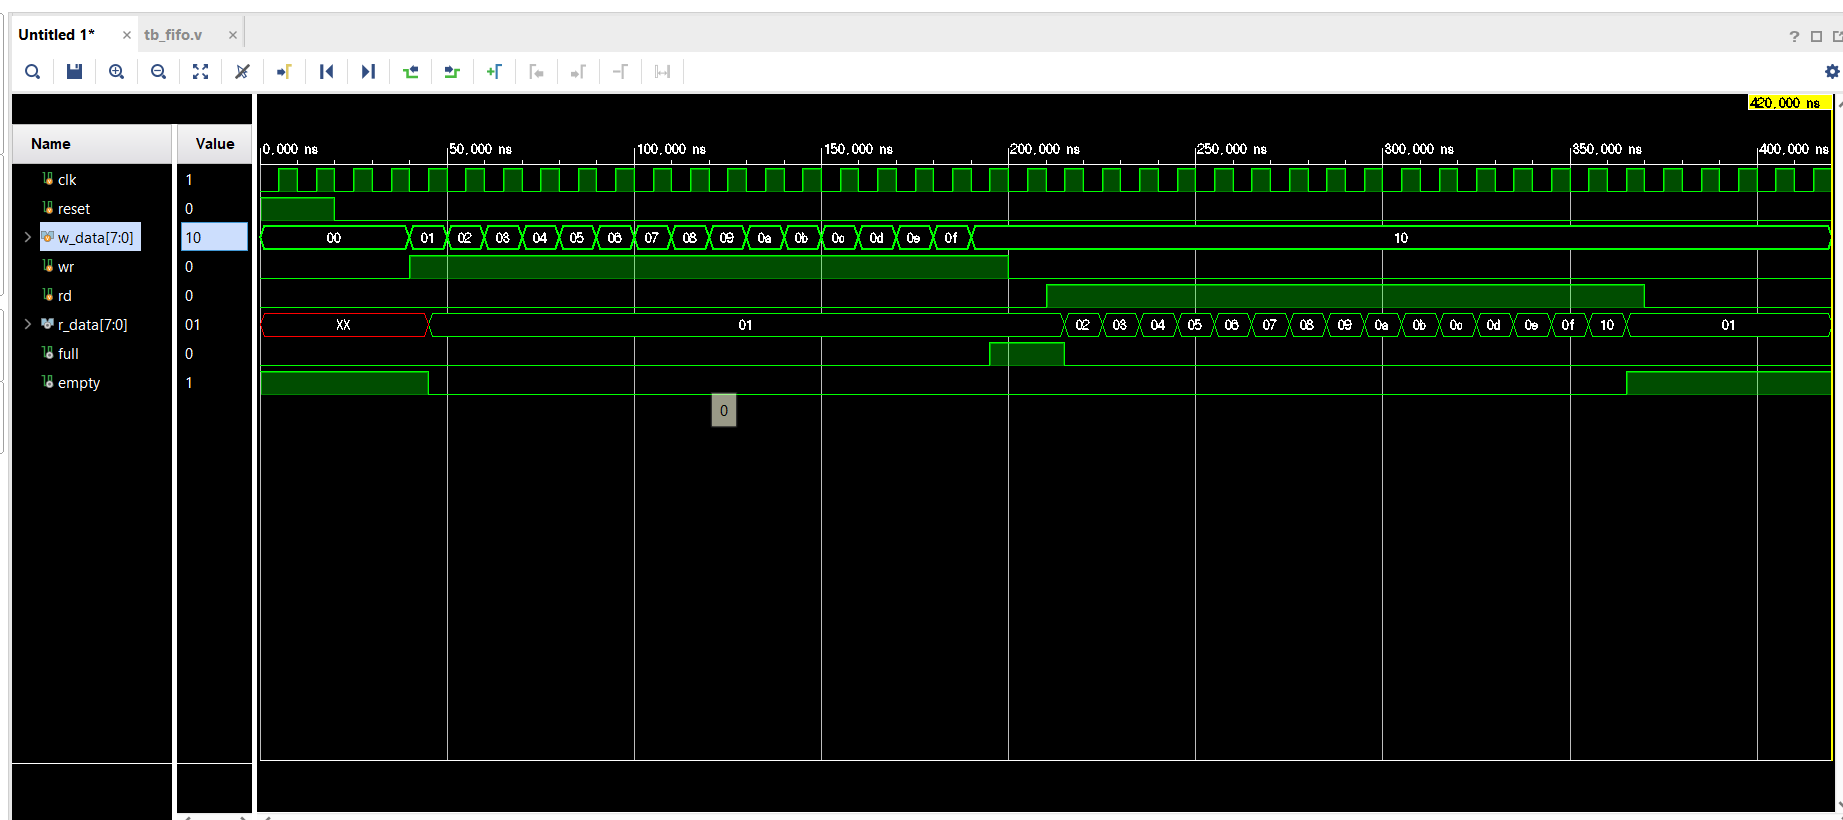 Untitled 1* × tb_fifo.v ×
?
420.000 ns
Name Value
0.000 ns 50.000 ns 100.000 ns 150.000 ns 200.000 ns 250.000 ns 300.000 ns 350.000 ns 400.000 ns
clk 1
reset 0
w_data[7:0] 10 00 01 02 03 04 05 06 07 08 09 0a 0b 0c 0d 0e 0f 10
wr 0
rd 0
r_data[7:0] 01 XX 01 02 03 04 05 06 07 08 09 0a 0b 0c 0d 0e 0f 10 01
full 0
empty 1
0